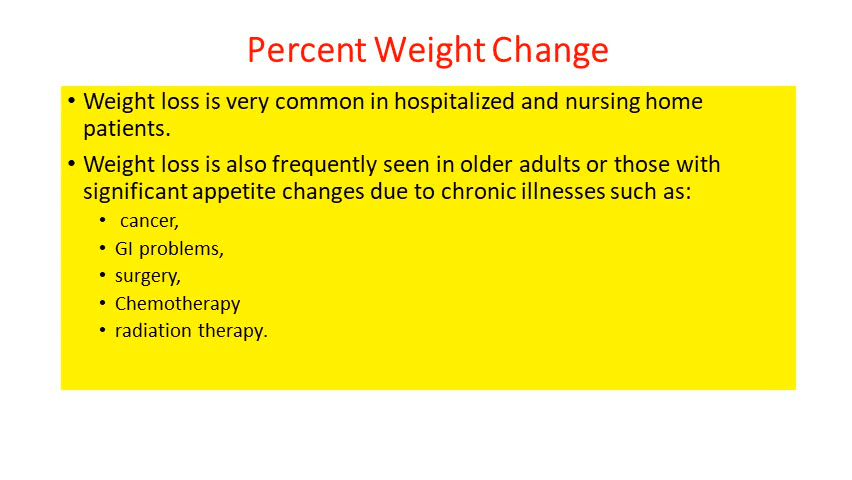 Percent Weight Change
• Weight loss is very common in hospitalized and nursing home
patients.
• Weight loss is also frequently seen in older adults or those with
significant appetite changes due to chronic illnesses such as:
• cancer,
• GI problems,
• surgery,
• Chemotherapy
• radiation therapy.